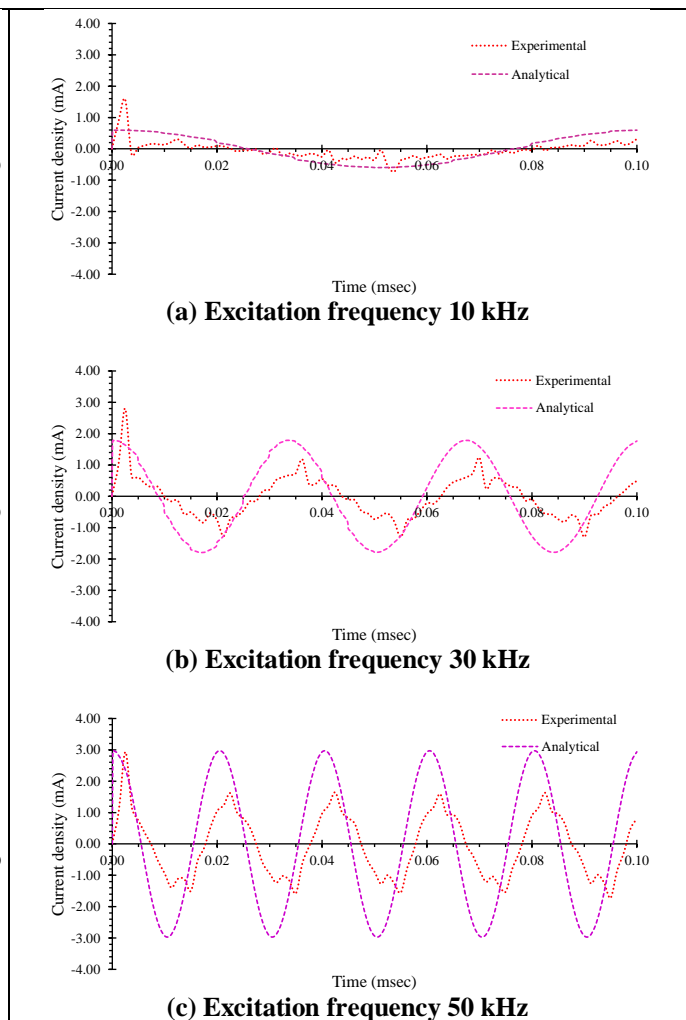 4.00
3.00
2.00
1.00
0.00
-1.00
-2.00
-3.00
-4.00
0.00 0.02 0.04 0.06 0.08 0.10
Current density (mA)
Time (msec)
Experimental
Analytical
(a) Excitation frequency 10 kHz
4.00
3.00
2.00
1.00
0.00
-1.00
-2.00
-3.00
-4.00
0.00 0.02 0.04 0.06 0.08 0.10
Current density (mA)
Time (msec)
Experimental
Analytical
(b) Excitation frequency 30 kHz
4.00
3.00
2.00
1.00
0.00
-1.00
-2.00
-3.00
-4.00
0.00 0.02 0.04 0.06 0.08 0.10
Current density (mA)
Time (msec)
Experimental
Analytical
(c) Excitation frequency 50 kHz